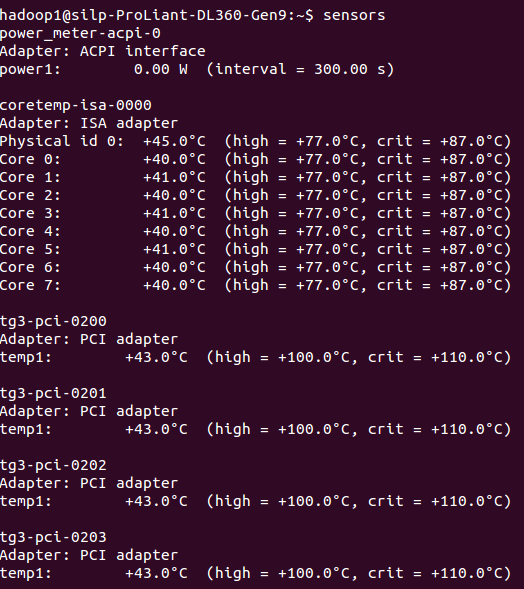 hadoop1@silp-ProLiant-DL360-Gen9:~$ sensors
power_meter-acpi-0
Adapter: ACPI interface
power1:        0.00 W  (interval = 300.00 s)

coretemp-isa-0000
Adapter: ISA adapter
Physical id 0:  +45.0°C  (high = +77.0°C, crit = +87.0°C)
Core 0:         +40.0°C  (high = +77.0°C, crit = +87.0°C)
Core 1:         +41.0°C  (high = +77.0°C, crit = +87.0°C)
Core 2:         +40.0°C  (high = +77.0°C, crit = +87.0°C)
Core 3:         +41.0°C  (high = +77.0°C, crit = +87.0°C)
Core 4:         +40.0°C  (high = +77.0°C, crit = +87.0°C)
Core 5:         +41.0°C  (high = +77.0°C, crit = +87.0°C)
Core 6:         +40.0°C  (high = +77.0°C, crit = +87.0°C)
Core 7:         +40.0°C  (high = +77.0°C, crit = +87.0°C)

tg3-pci-0200
Adapter: PCI adapter
temp1:        +43.0°C  (high = +100.0°C, crit = +110.0°C)

tg3-pci-0201
Adapter: PCI adapter
temp1:        +43.0°C  (high = +100.0°C, crit = +110.0°C)

tg3-pci-0202
Adapter: PCI adapter
temp1:        +43.0°C  (high = +100.0°C, crit = +110.0°C)

tg3-pci-0203
Adapter: PCI adapter
temp1:        +43.0°C  (high = +100.0°C, crit = +110.0°C)